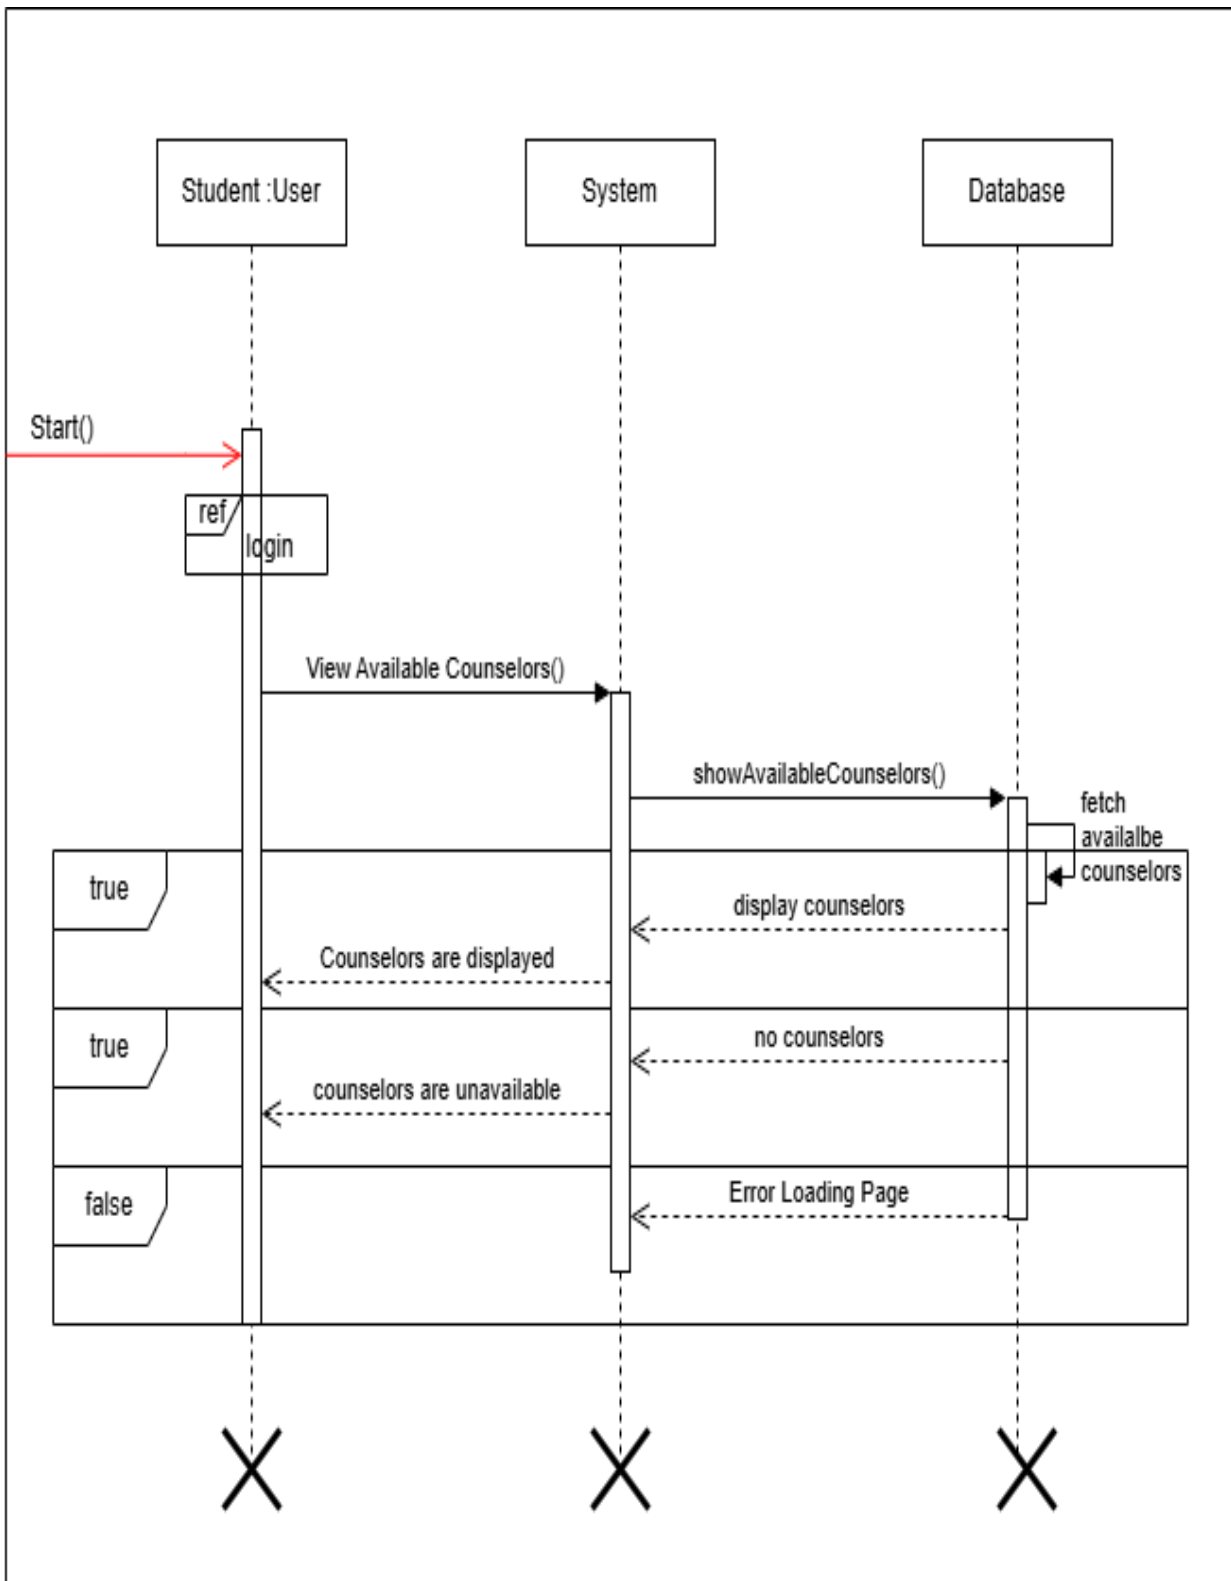 Student :User
System
Database
Start()
ref
login
View Available Counselors()
showAvailableCounselors()
fetch
availalbe
counselors
true
display counselors
Counselors are displayed
true
no counselors
counselors are unavailable
false
Error Loading Page